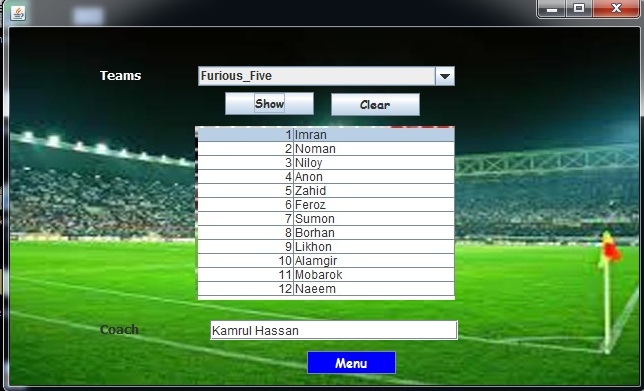 Teams Furious_Five
Show Clear
1 Imran
2 Noman
3 Niloy
4 Anon
5 Zahid
6 Feroz
7 Sumon
8 Borhan
9 Likhon
10 Alamgir
11 Mobarok
12 Naeem
Coach Kamrul Hassan
Menu